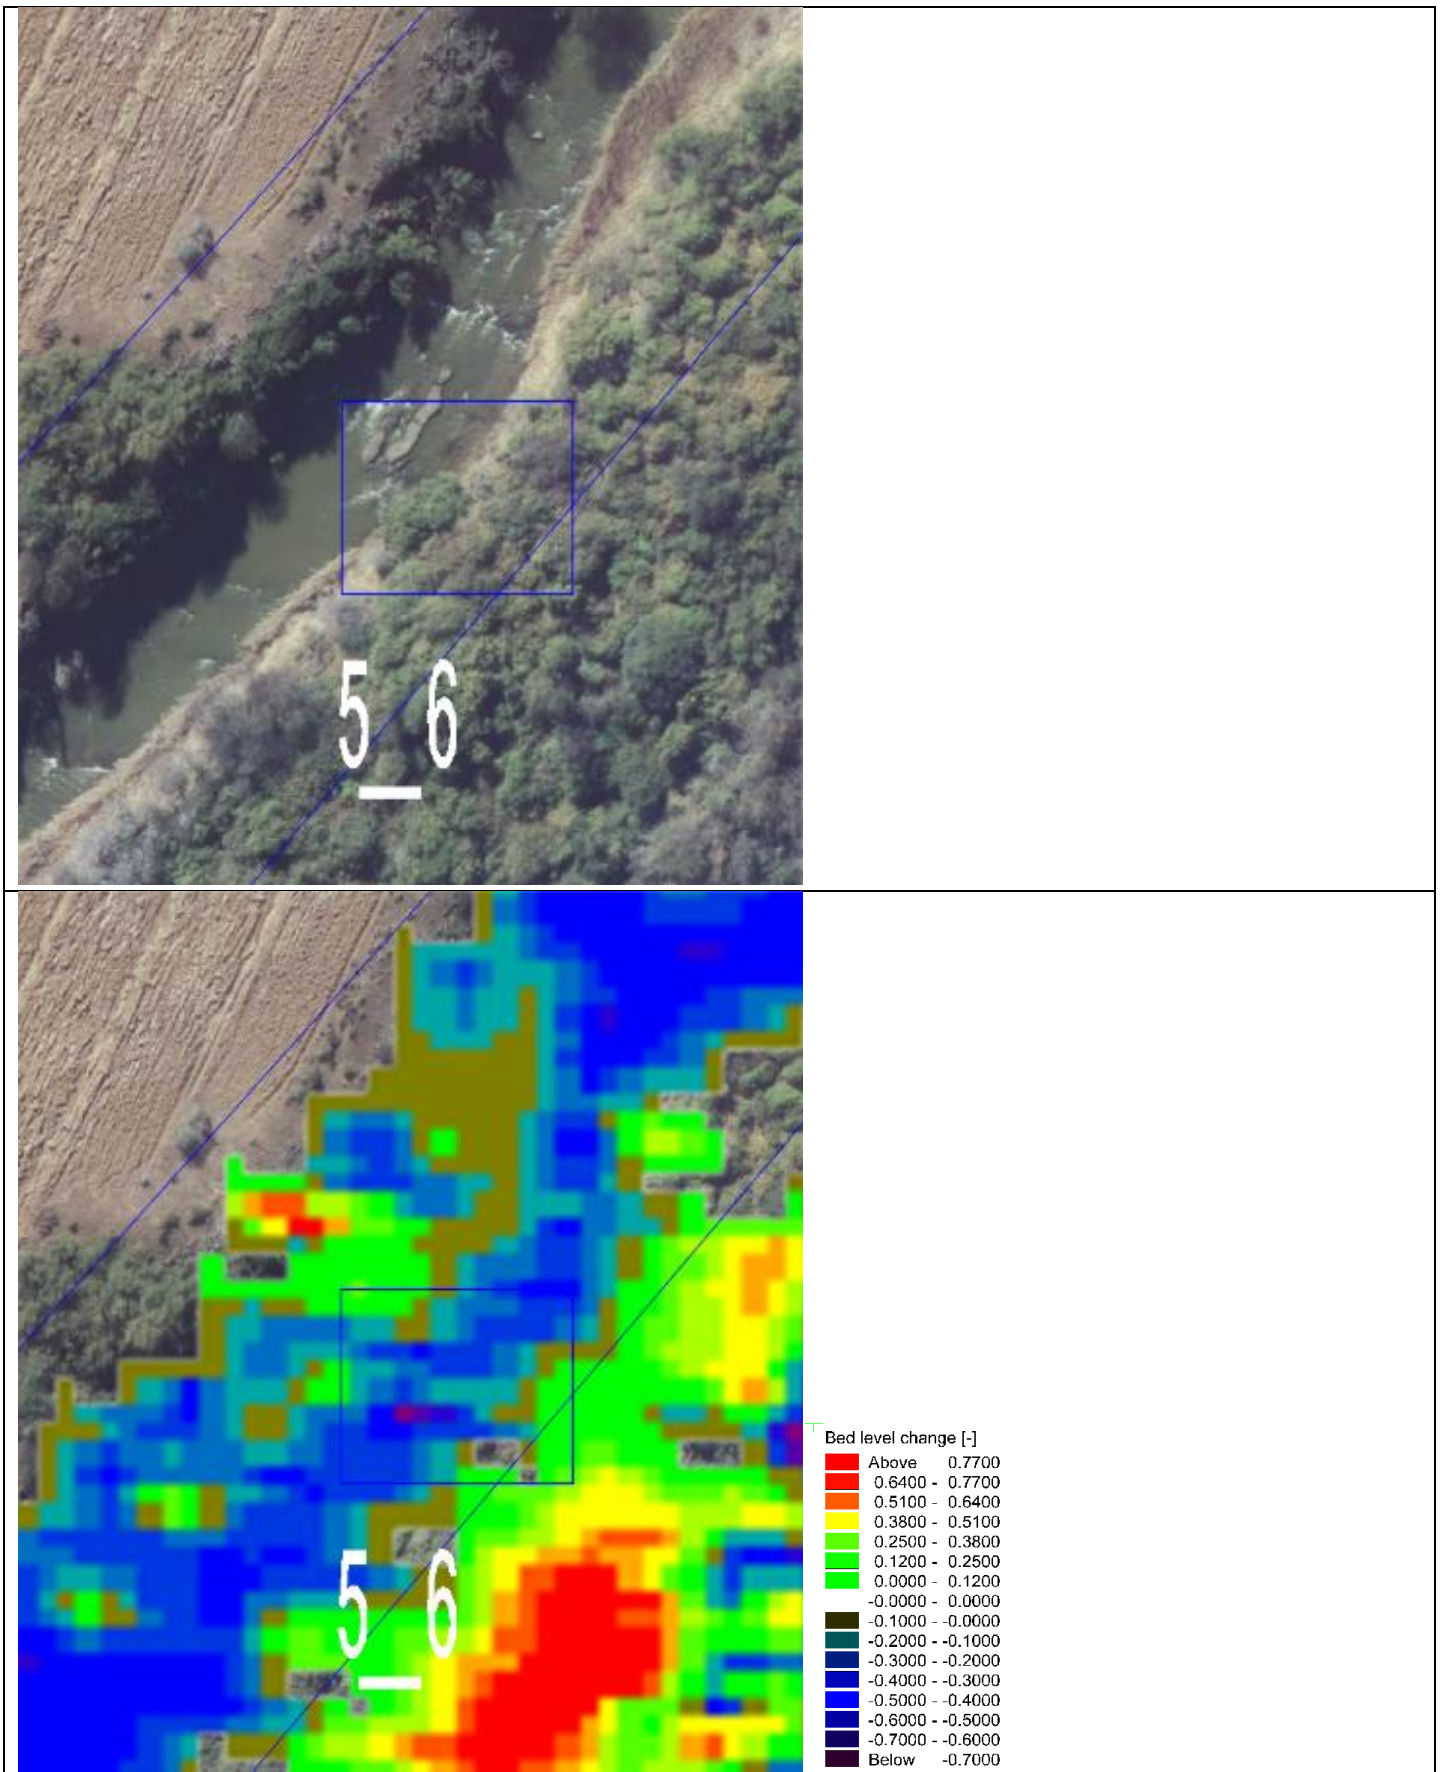 5_6
Bed level change [-]
Above 0.7700
0.6400 - 0.7700
0.5100 - 0.6400
0.3800 - 0.5100
0.2500 - 0.3800
0.1200 - 0.2500
0.0000 - 0.1200
-0.0000 - 0.0000
-0.1000 - -0.0000
-0.2000 - -0.1000
-0.3000 - -0.2000
-0.4000 - -0.3000
-0.5000 - -0.4000
-0.6000 - -0.5000
-0.7000 - -0.6000
Below -0.7000
5_6